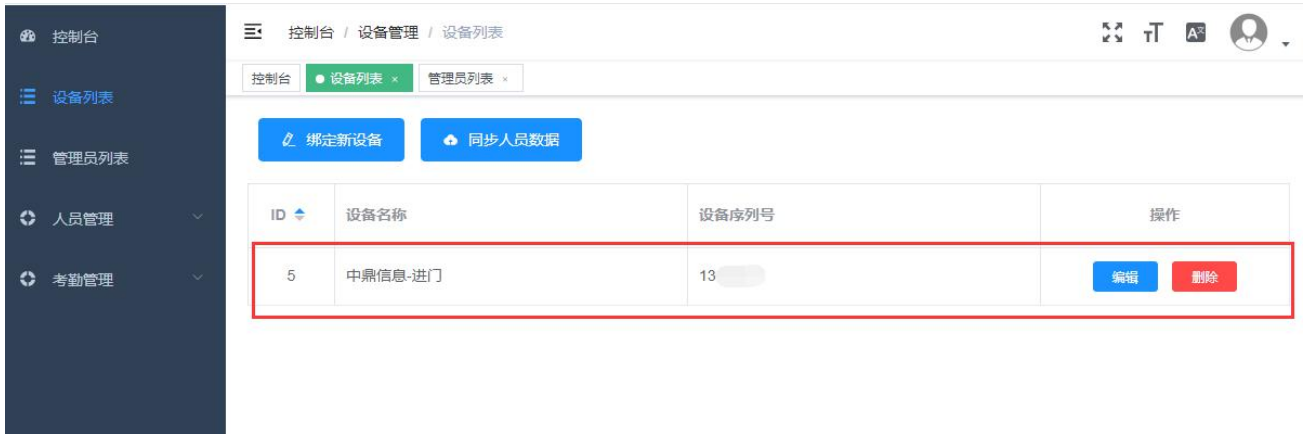 控制台
设备列表
管理员列表
人员管理
考勤管理
控制台 / 设备管理 / 设备列表
控制台 设备列表 × 管理员列表 ×
绑定新设备 同步人员数据
ID 设备名称 设备序列号 操作
5 中鼎信息-进门 13 编辑 删除